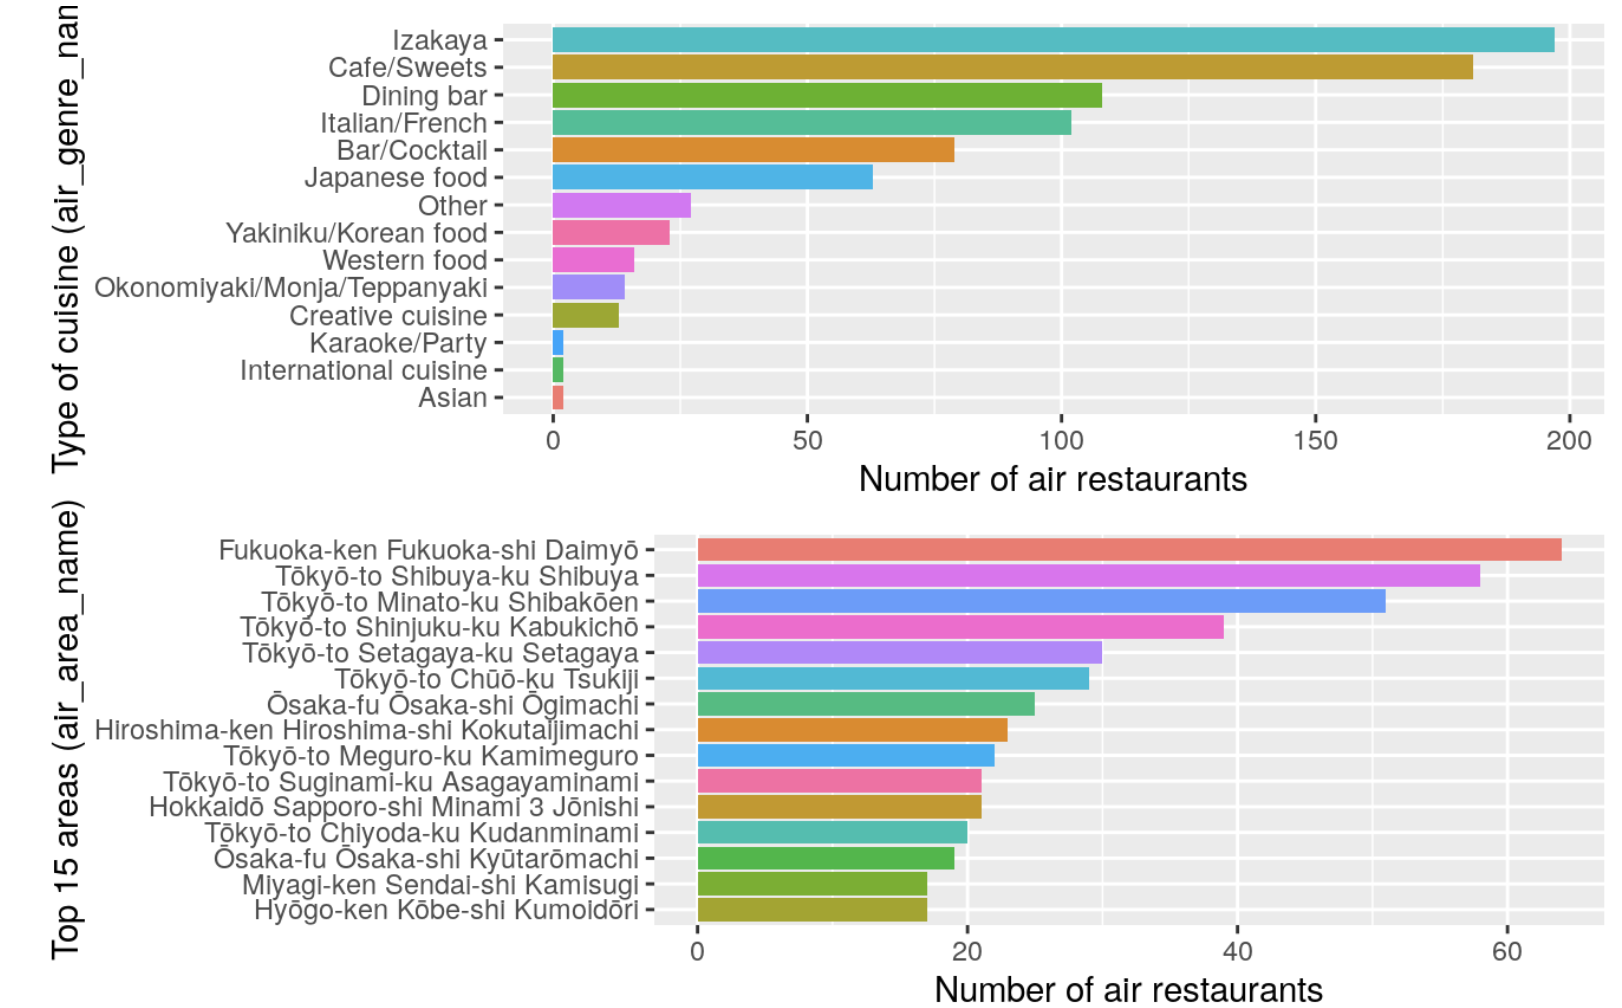 Type of cuisine (air_genre_nam
Izakaya
Cafe/Sweets
Dining bar
Italian/French
Bar/Cocktail
Japanese food
Other
Yakiniku/Korean food
Western food
Okonomiyaki/Monja/Teppanyaki
Creative cuisine
Karaoke/Party
International cuisine
Asian
0 50 100 150 200
Number of air restaurants
Top 15 areas (air_area_name)
Fukuoka-ken Fukuoka-shi Daimyō
Tōkyō-to Shibuya-ku Shibuya
Tōkyō-to Minato-ku Shibakōen
Tōkyō-to Shinjuku-ku Kabukichō
Tōkyō-to Setagaya-ku Setagaya
Tōkyō-to Chūō-ku Tsukiji
Ōsaka-fu Ōsaka-shi Ōgimachi
Hiroshima-ken Hiroshima-shi Kokutaijimachi
Tōkyō-to Meguro-ku Kamimeguro
Tōkyō-to Suginami-ku Asagayaminami
Hokkaidō Sapporo-shi Minami 3 Jōnishi
Tōkyō-to Chiyoda-ku Kudanminami
Ōsaka-fu Ōsaka-shi Kyūtarōmachi
Miyagi-ken Sendai-shi Kamisugi
Hyōgo-ken Kōbe-shi Kumoidōri
0 20 40 60
Number of air restaurants